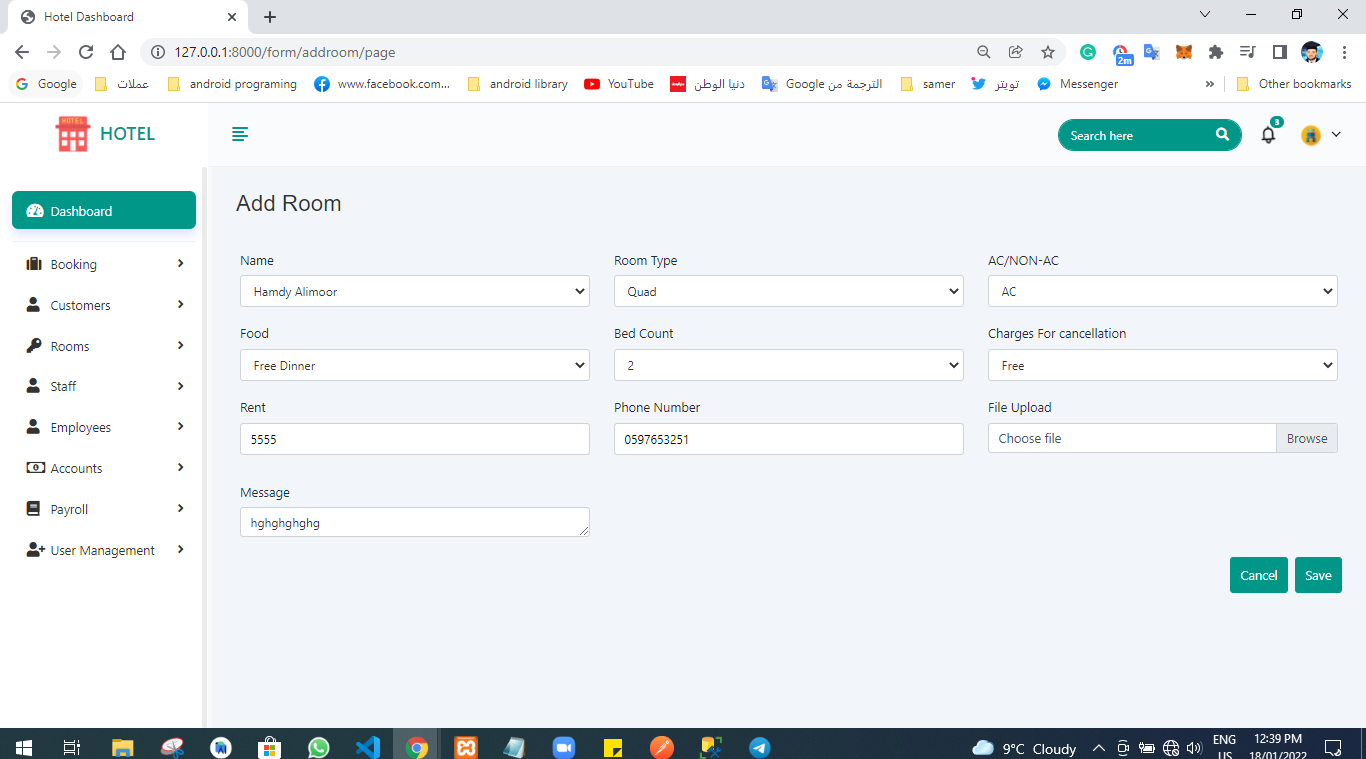 Hotel Dashboard
127.0.0.1:8000/form/addroom/page
2m
Google
عملات
android programing
www.facebook.com...
android library
YouTube
دنيا الوطن
الترجمة من Google
samer
تويتر
Messenger
»
Other bookmarks
HOTEL
HOTEL
Search here
3
Dashboard
Booking
Customers
Rooms
Staff
Employees
Accounts
Payroll
User Management
Add Room
Name
Room Type
AC/NON-AC
Hamdy Alimoor
Quad
AC
Food
Bed Count
Charges For cancellation
Free Dinner
2
Free
Rent
Phone Number
File Upload
5555
0597653251
Choose file
Browse
Message
hghghghghg
Cancel
Save
9°C Cloudy
ENG
US
12:39 PM
18/01/2022